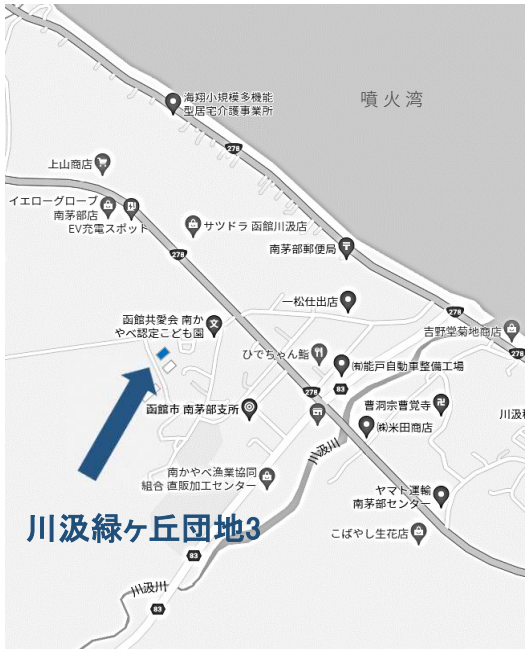 噴火湾
海翔小規模多機能
型居宅介護事業所
278
上山商店
イエローグローブ
南茅部店
EV充電スポット
サツドラ 函館川汲店
278
南茅部郵便局
一松仕出店
278
吉野堂菊地商店
函館共愛会 南か
やべ認定こども園
ひでちゃん鮨
㈲能戸自動車整備工場
278
83
函館市 南茅部支所
曹洞宗曹覚寺
川汲
㈱米田商店
川汲川
南かやべ漁業協同
組合 直販加工センター
ヤマト運輸
南茅部センター
川汲緑ヶ丘団地3
こばやし生花店
83
川汲川
83